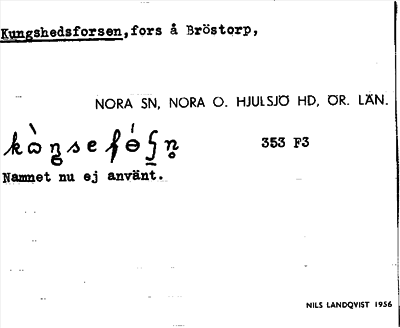 Kungshedsforsen, fors å Bröstorp,
NORA SN, NORA O. HJULSJÖ HD, ÖR. LÄN.
353 F3
Namnet nu ej använt.
NILS LANDQVIST 1956